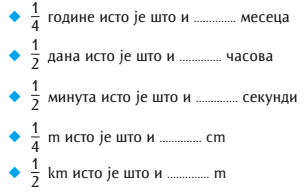 ◆ 1/4 године исто је што и .............. месеца
◆ 1/2 дана исто је што и .............. часова
◆ 1/2 минута исто је што и .............. секунди
◆ 1/4 m исто је што и .............. cm
◆ 1/2 km исто је што и .............. m